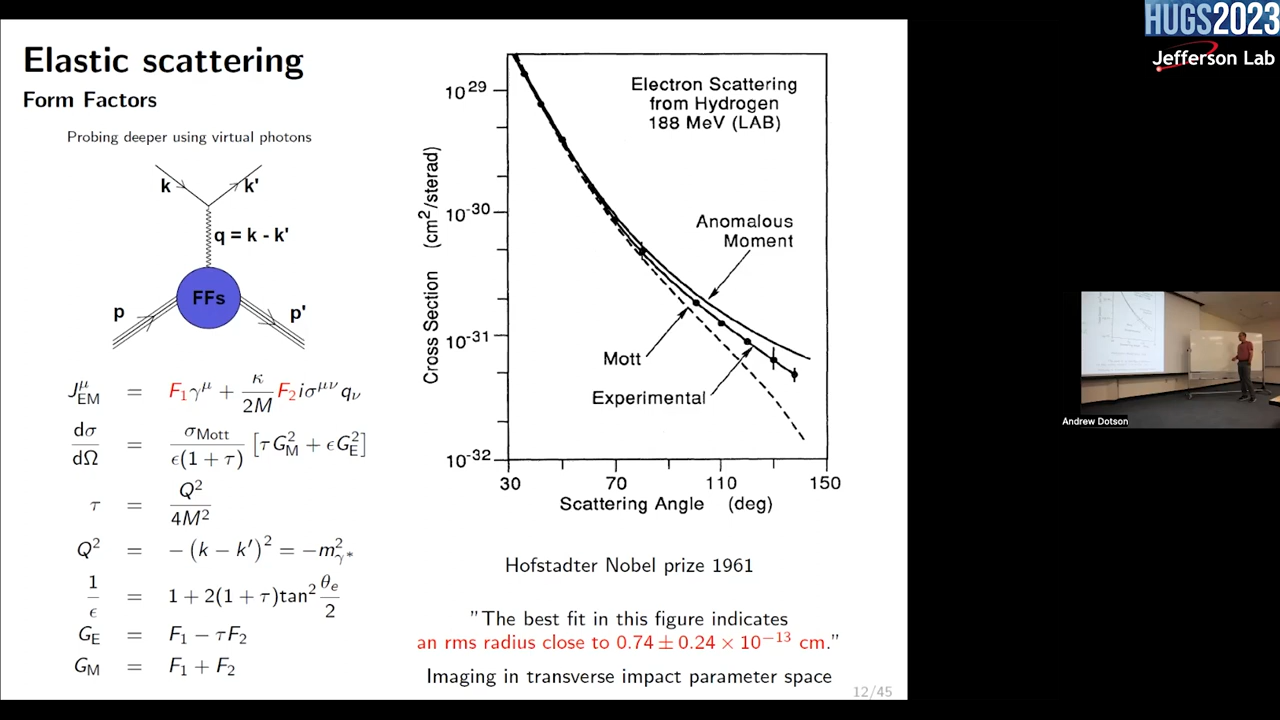 HUGS2023
Jefferson Lab
Elastic scattering
Form Factors
Probing deeper using virtual photons
k
k'
q = k - k'
FFs
p
p'
J^μ_EM = F₁γ^μ + κ/2M F₂iσ^μν q_ν
dσ/dΩ = σ_Mott/ϵ(1 + τ) [τG²_M + ϵG²_E]
τ = Q²/4M²
Q² = −(k − k′)² = −m²_γ*
1/ϵ = 1 + 2(1 + τ)tan² θₑ/2
G_E = F₁ − τF₂
G_M = F₁ + F₂
Electron Scattering
from Hydrogen
188 MeV (LAB)
Cross Section (cm²/sterad)
10²⁹
10⁻³⁰
10⁻³¹
10⁻³²
Anomalous
Moment
Mott
Experimental
30 70 110 150
Scattering Angle (deg)
Hofstadter Nobel prize 1961
"The best fit in this figure indicates
an rms radius close to 0.74 ± 0.24 × 10⁻¹³ cm."
Imaging in transverse impact parameter space
12/45
Andrew Dotson